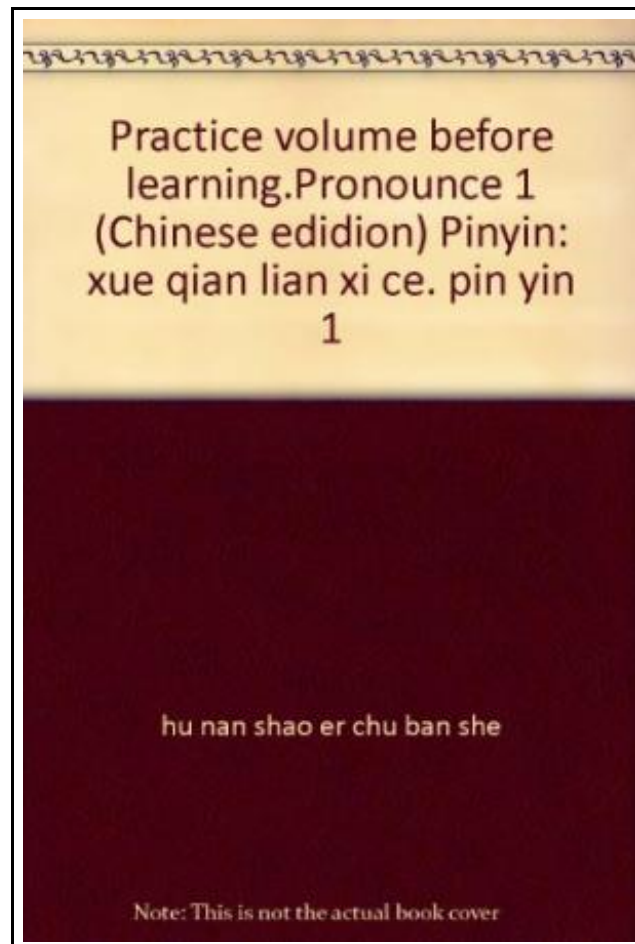 Practice volume before
learning.Pronounce 1
(Chinese edidion) Pinyin:
xue qian lian xi ce. pin yin
1
hu nan shao er chu ban she
Note: This is not the actual book cover